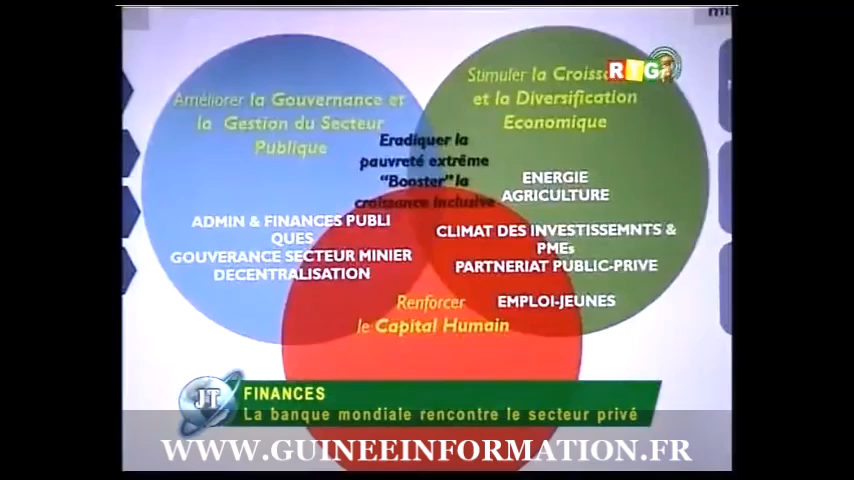 Améliorer la Gouvernance et
la Gestion du Secteur
Publique
Stimuler la
et la Diversification
Economique
RTG
Eradiquer la
pauvreté extrême
“Booster” la
croissance inclusive
ENERGIE
AGRICULTURE
ADMIN & FINANCES PUBLI
QUES
GOUVERANCE SECTEUR MINIER
DECENTRALISATION
CLIMAT DES INVESTISSEMNTS &
PMEs
PARTNERIAT PUBLIC-PRIVE
EMPLOI-JEUNES
Renforcer
le Capital Humain
JT
FINANCES
La banque mondiale rencontre le secteur privé
WWW.GUINEEINFORMATION.FR